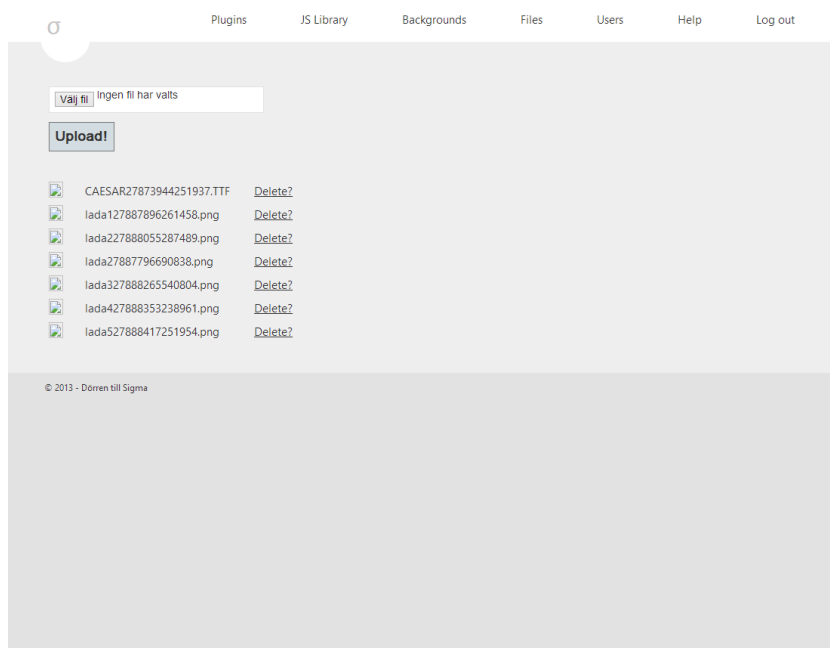 σ Plugins JS Library Backgrounds Files Users Help Log out
Välj fil Ingen fil har valts
Upload!
CAESAR27873944251937.TTF Delete?
lada127887896261458.png Delete?
lada227888055287489.png Delete?
lada27887796690838.png Delete?
lada327888265540804.png Delete?
lada427888353238961.png Delete?
lada527888417251954.png Delete?
© 2013 - Dörren till Sigma